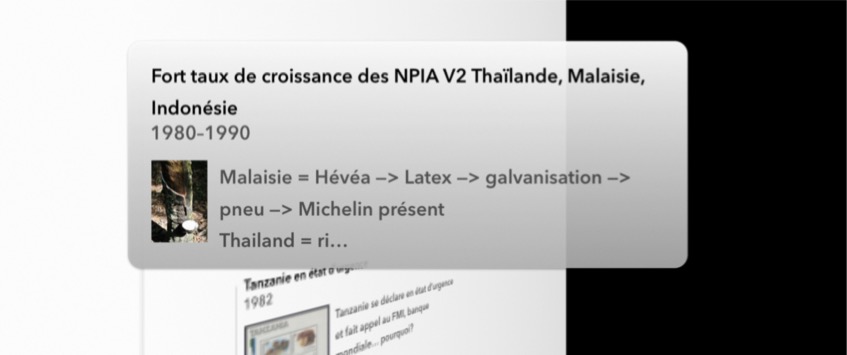 Fort taux de croissance des NPIA V2 Thaïlande, Malaisie,
Indonésie
1980–1990
Malaisie = Hévéa —> Latex —> galvanisation —>
pneu —> Michelin présent
Thailand = ri…
Tanzanie en état d'urgence
1982
Tanzanie se déclare en état d'urgence
et fait appel au FMI, banque
mondiale... pourquoi?
TANZANIA